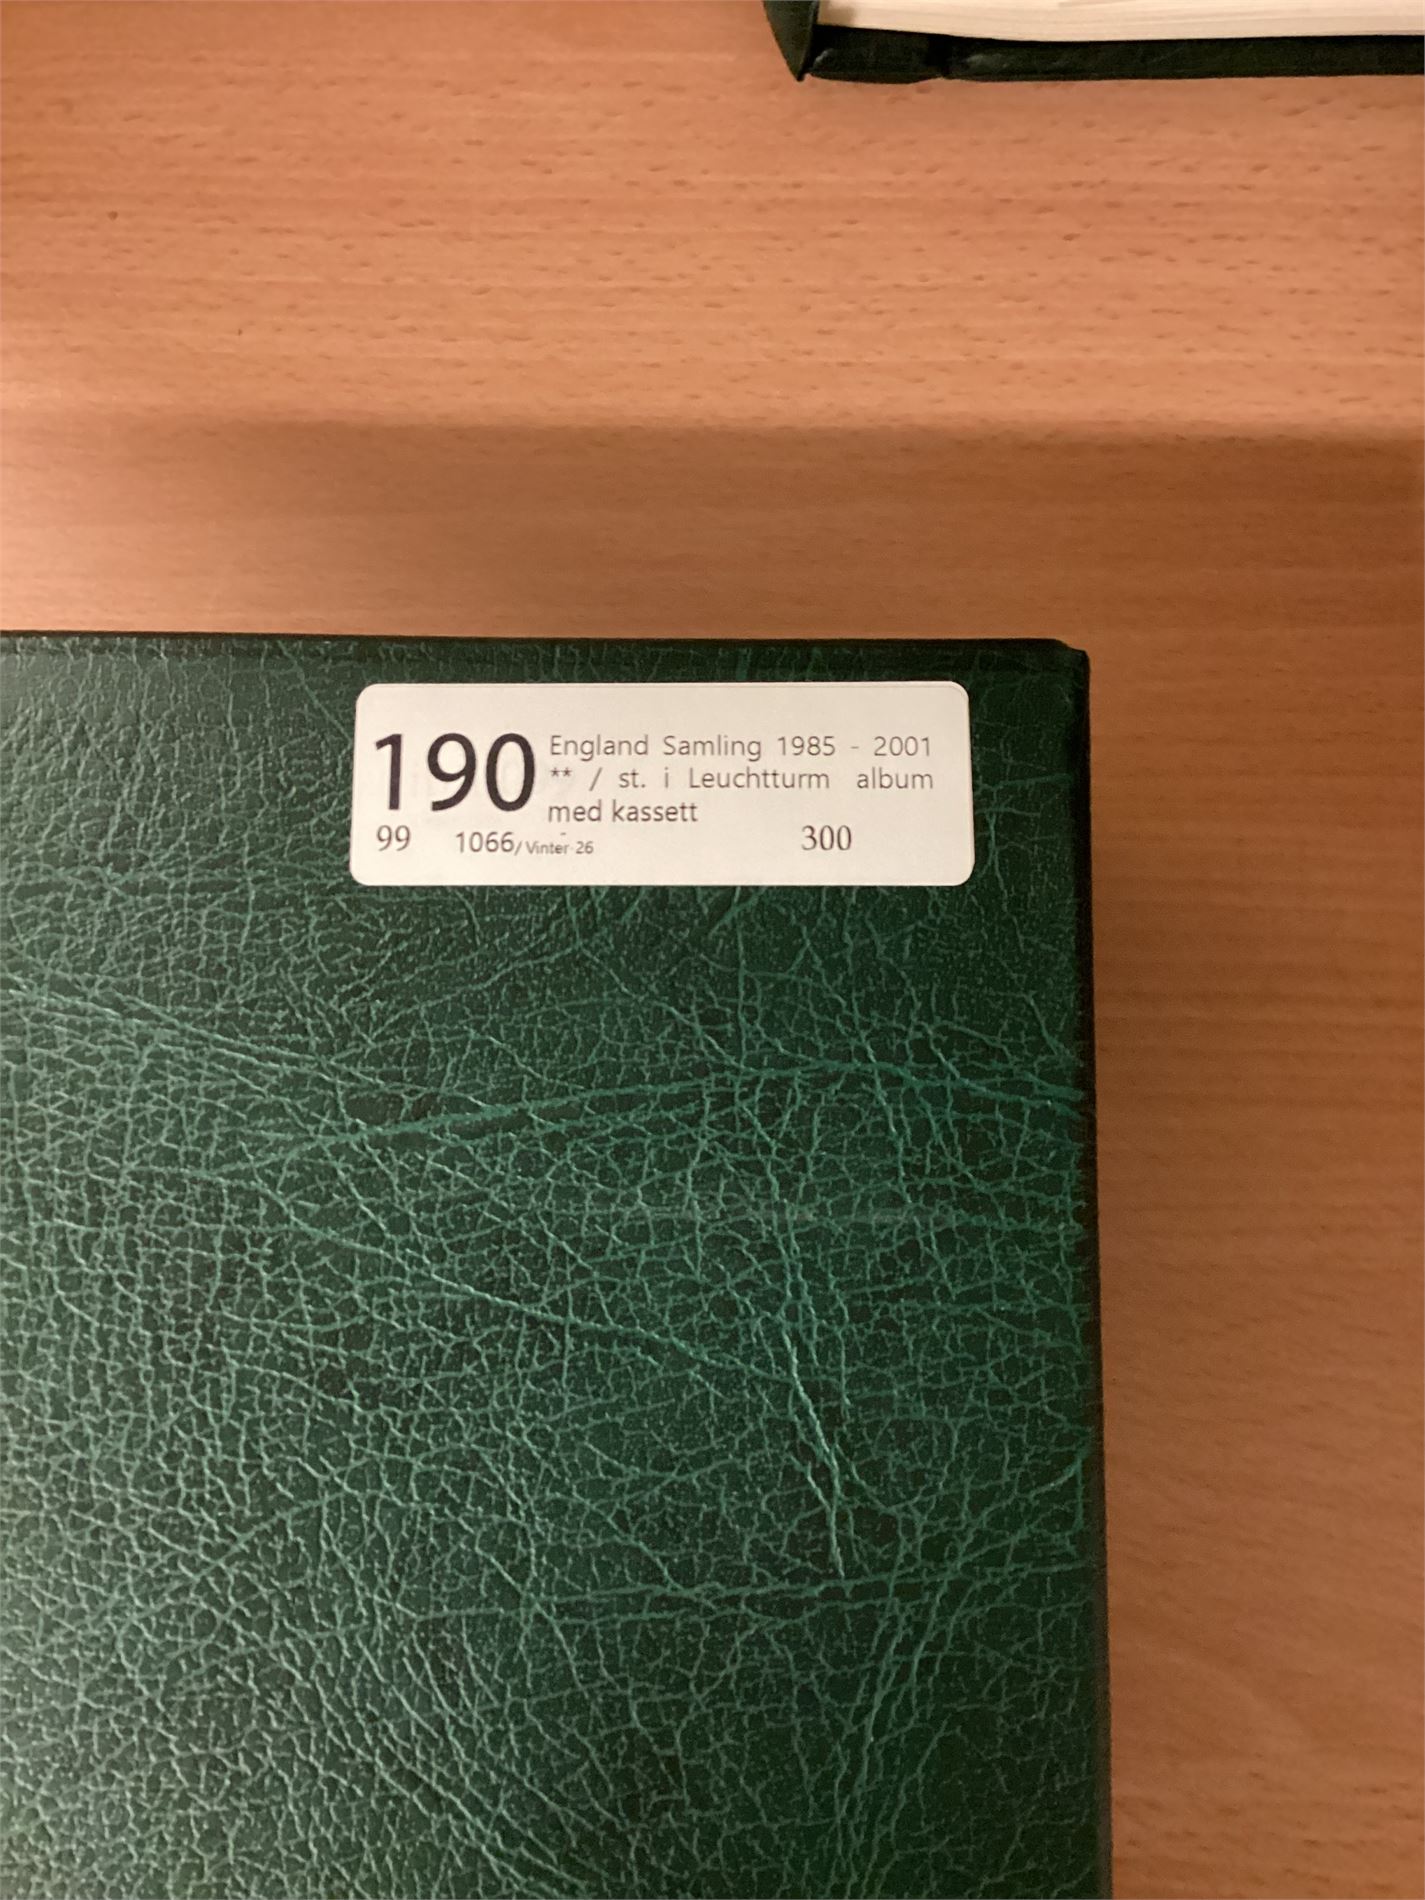 190 England Samling 1985 - 2001
** / st. i Leuchtturm album
med kassett
99 1066/Vinter-26 300